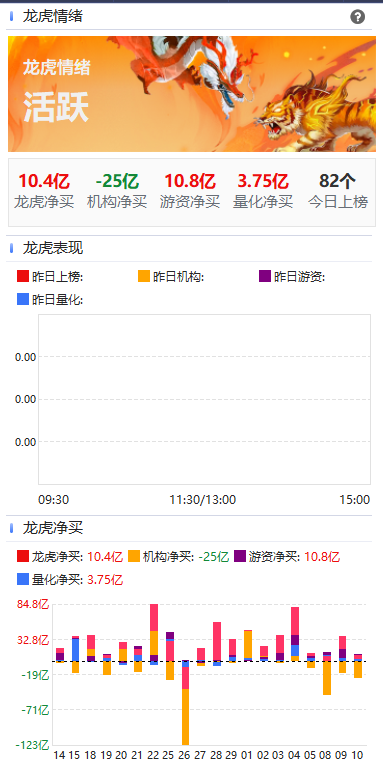 龙虎情绪
?
龙虎情绪
活跃
10.4亿 -25亿 10.8亿 3.75亿 82个
龙虎净买 机构净买 游资净买 量化净买 今日上榜
龙虎表现
昨日上榜: 昨日机构: 昨日游资:
昨日量化:
0.00
0.00
0.00
09:30 11:30/13:00 15:00
龙虎净买
龙虎净买: 10.4亿 机构净买: -25亿 游资净买: 10.8亿
量化净买: 3.75亿
84.8亿
32.8亿
-19亿
-71亿
-123亿
14 15 18 19 20 21 22 25 26 27 28 29 01 02 03 04 05 08 09 10